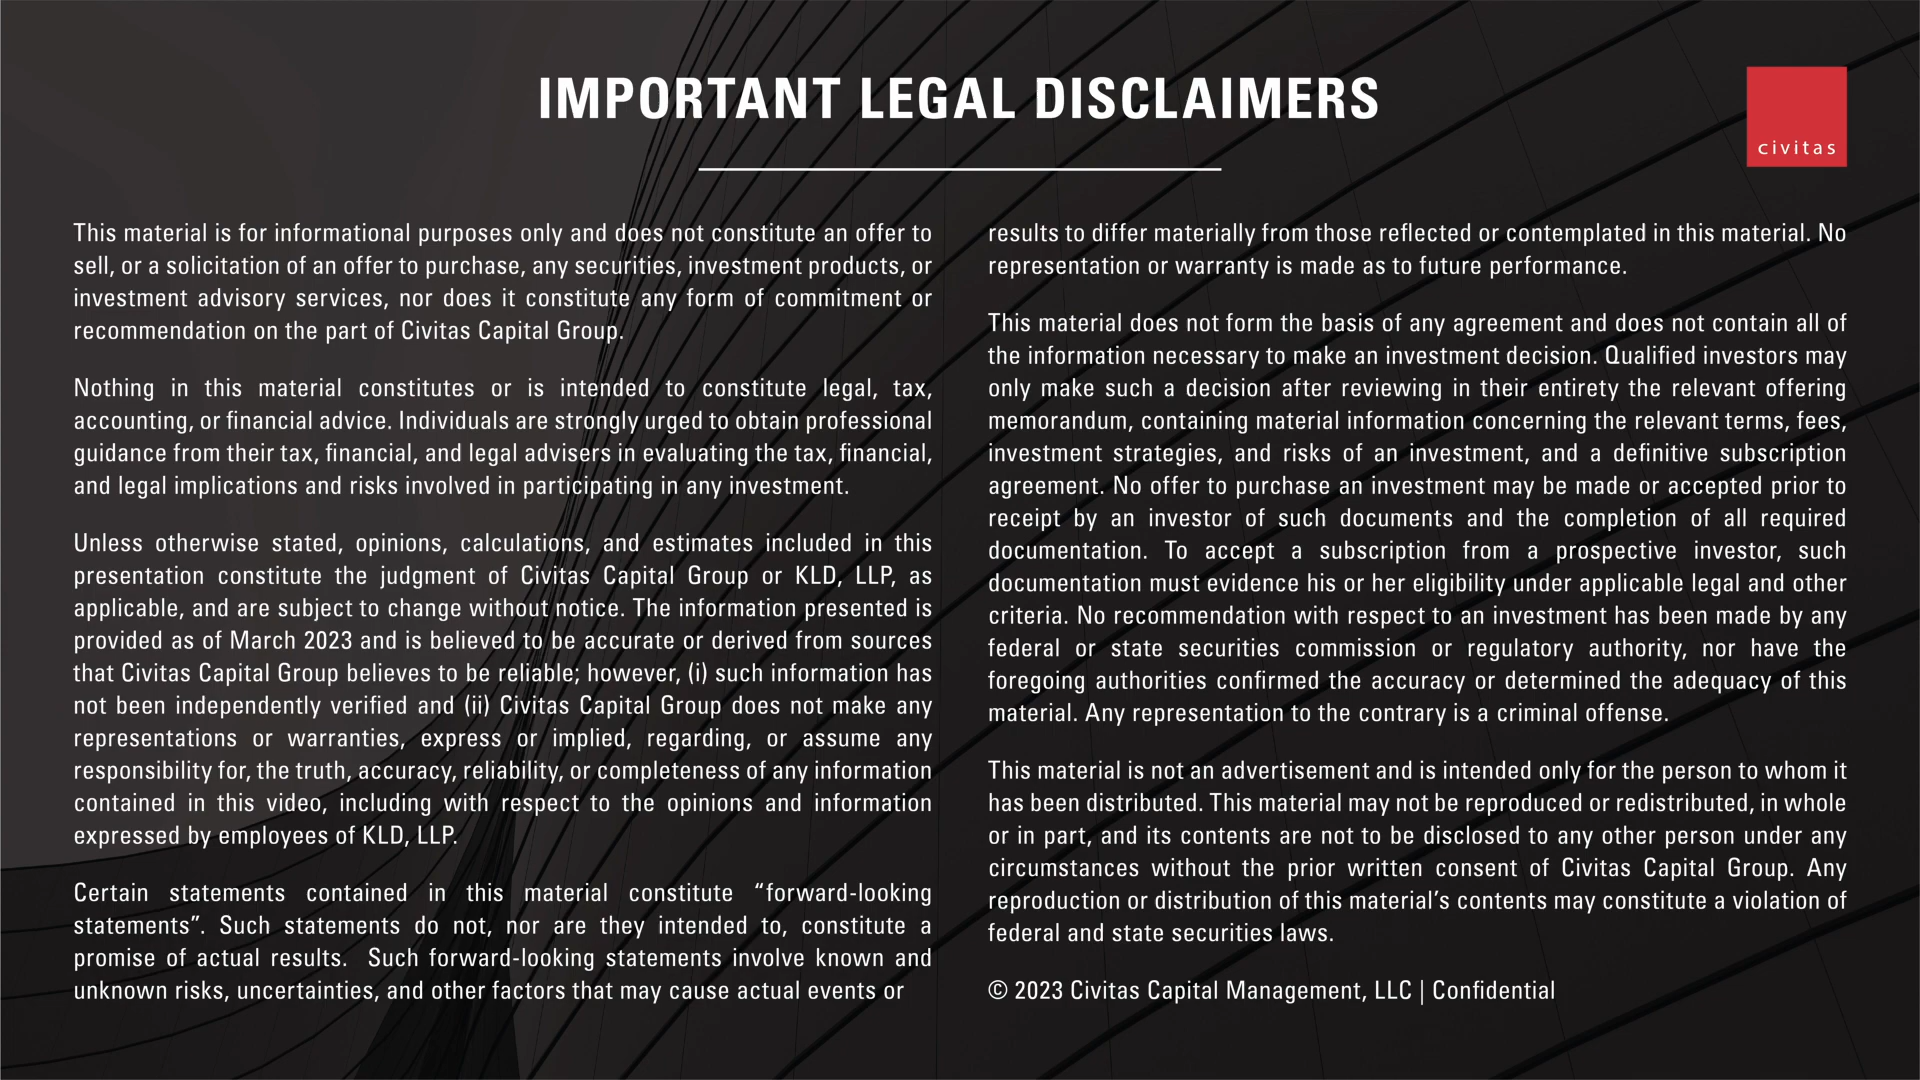 IMPORTANT LEGAL DISCLAIMERS
civitas
This material is for informational purposes only and does not constitute an offer to
sell, or a solicitation of an offer to purchase, any securities, investment products, or
investment advisory services, nor does it constitute any form of commitment or
recommendation on the part of Civitas Capital Group.
Nothing in this material constitutes or is intended to constitute legal, tax,
accounting, or financial advice. Individuals are strongly urged to obtain professional
guidance from their tax, financial, and legal advisers in evaluating the tax, financial,
and legal implications and risks involved in participating in any investment.
Unless otherwise stated, opinions, calculations, and estimates included in this
presentation constitute the judgment of Civitas Capital Group or KLD, LLP, as
applicable, and are subject to change without notice. The information presented is
provided as of March 2023 and is believed to be accurate or derived from sources
that Civitas Capital Group believes to be reliable; however, (i) such information has
not been independently verified and (ii) Civitas Capital Group does not make any
representations or warranties, express or implied, regarding, or assume any
responsibility for, the truth, accuracy, reliability, or completeness of any information
contained in this video, including with respect to the opinions and information
expressed by employees of KLD, LLP.
Certain statements contained in this material constitute “forward-looking
statements”. Such statements do not, nor are they intended to, constitute a
promise of actual results.  Such forward-looking statements involve known and
unknown risks, uncertainties, and other factors that may cause actual events or
results to differ materially from those reflected or contemplated in this material. No
representation or warranty is made as to future performance.
This material does not form the basis of any agreement and does not contain all of
the information necessary to make an investment decision. Qualified investors may
only make such a decision after reviewing in their entirety the relevant offering
memorandum, containing material information concerning the relevant terms, fees,
investment strategies, and risks of an investment, and a definitive subscription
agreement. No offer to purchase an investment may be made or accepted prior to
receipt by an investor of such documents and the completion of all required
documentation. To accept a subscription from a prospective investor, such
documentation must evidence his or her eligibility under applicable legal and other
criteria. No recommendation with respect to an investment has been made by any
federal or state securities commission or regulatory authority, nor have the
foregoing authorities confirmed the accuracy or determined the adequacy of this
material. Any representation to the contrary is a criminal offense.
This material is not an advertisement and is intended only for the person to whom it
has been distributed. This material may not be reproduced or redistributed, in whole
or in part, and its contents are not to be disclosed to any other person under any
circumstances without the prior written consent of Civitas Capital Group. Any
reproduction or distribution of this material’s contents may constitute a violation of
federal and state securities laws.
© 2023 Civitas Capital Management, LLC | Confidential